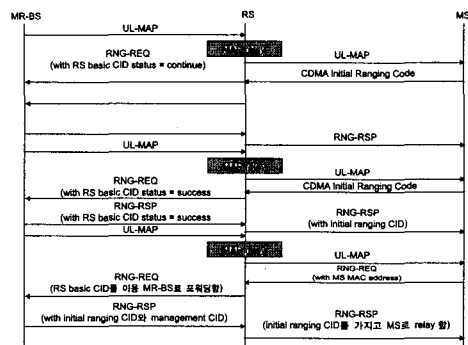 MR-BS RS MS
UL-MAP
RNG-REQ
(with RS basic CID status = continue)
UL-MAP
CDMA Initial Ranging Code
UL-MAP
RNG-RSP
UL-MAP
RNG-REQ
(with RS basic CID status = success
CDMA Initial Ranging Code
RNG-RSP
(with RS basic CID status = success
RNG-RSP
(with initial ranging CID)
UL-MAP
UL-MAP
RNG-REQ
(with MS MAC address)
RNG-REQ
(RS basic CID를 이용 MR-BS로 포워딩함)
RNG-RSP
(with initial ranging CID와 management CID)
RNG-RSP
(initial ranging CID를 가지고 MS로 relay 함)